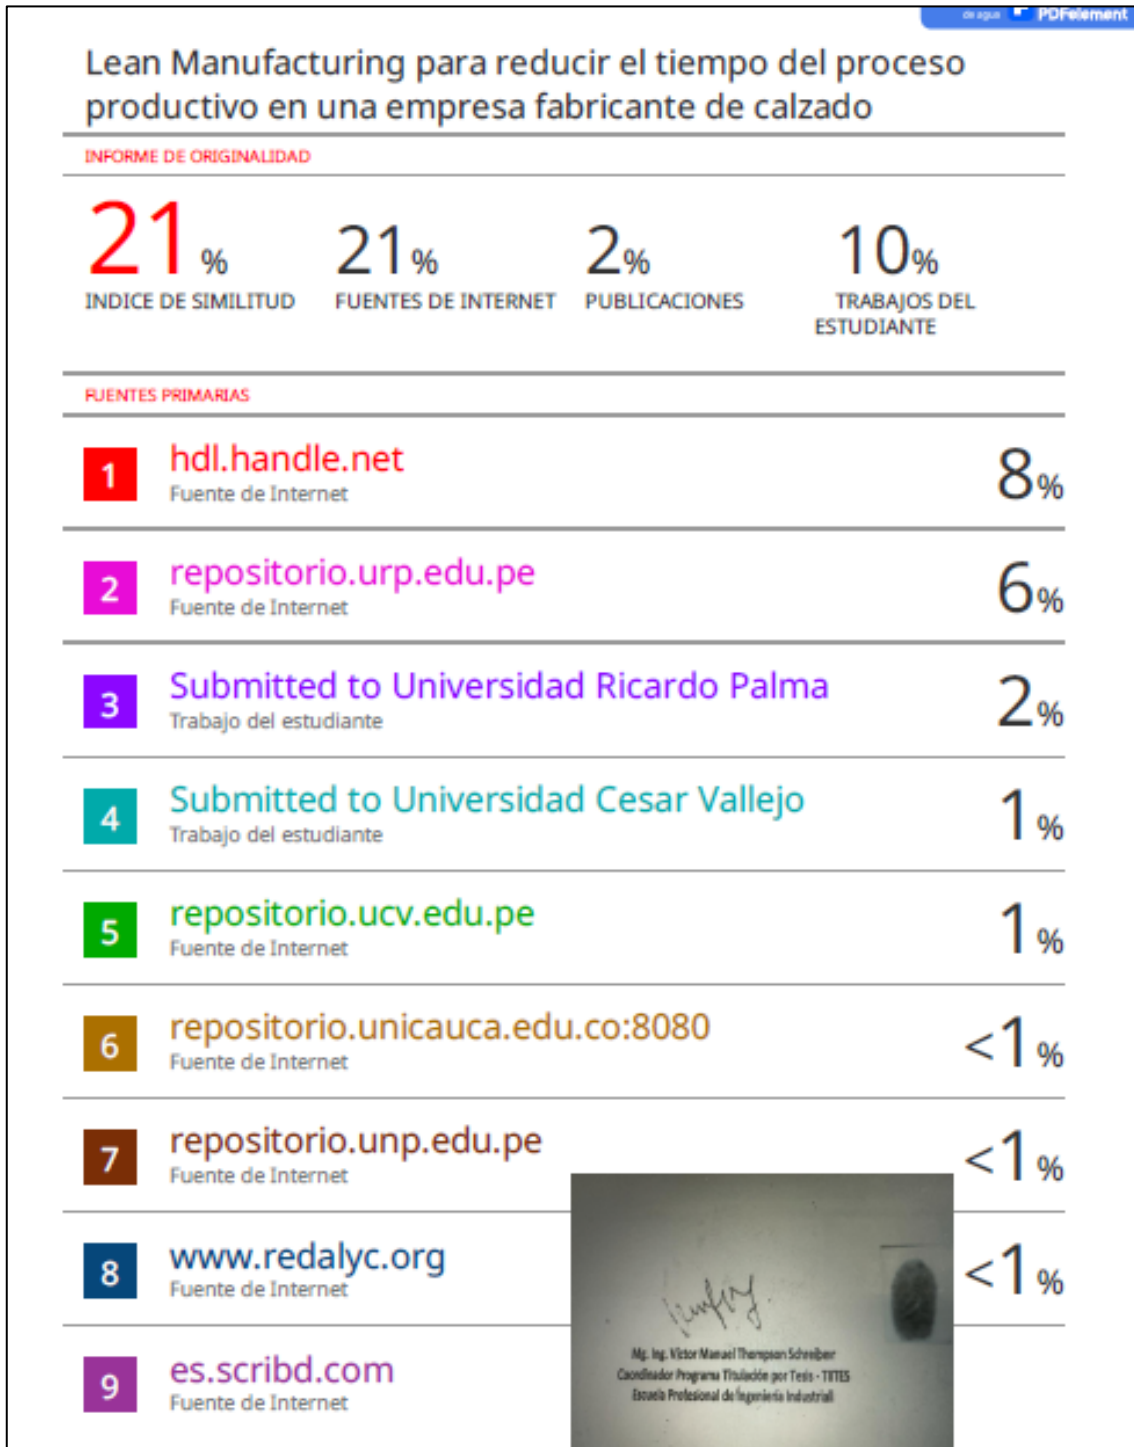 de agua PDFelement
Lean Manufacturing para reducir el tiempo del proceso
productivo en una empresa fabricante de calzado
INFORME DE ORIGINALIDAD
21%
INDICE DE SIMILITUD
21%
FUENTES DE INTERNET
2%
PUBLICACIONES
10%
TRABAJOS DEL
ESTUDIANTE
FUENTES PRIMARIAS
1 hdl.handle.net 8%
Fuente de Internet
2 repositorio.urp.edu.pe 6%
Fuente de Internet
3 Submitted to Universidad Ricardo Palma 2%
Trabajo del estudiante
4 Submitted to Universidad Cesar Vallejo 1%
Trabajo del estudiante
5 repositorio.ucv.edu.pe 1%
Fuente de Internet
6 repositorio.unicauca.edu.co:8080 <1%
Fuente de Internet
7 repositorio.unp.edu.pe <1%
Fuente de Internet
8 www.redalyc.org <1%
Fuente de Internet
9 es.scribd.com
Fuente de Internet
Mg. Ing. Victor Manuel Thompson Schreiber
Coordinador Programa Titulación por Tesis - TITES
Escuela Profesional de Ingeniería Industrial